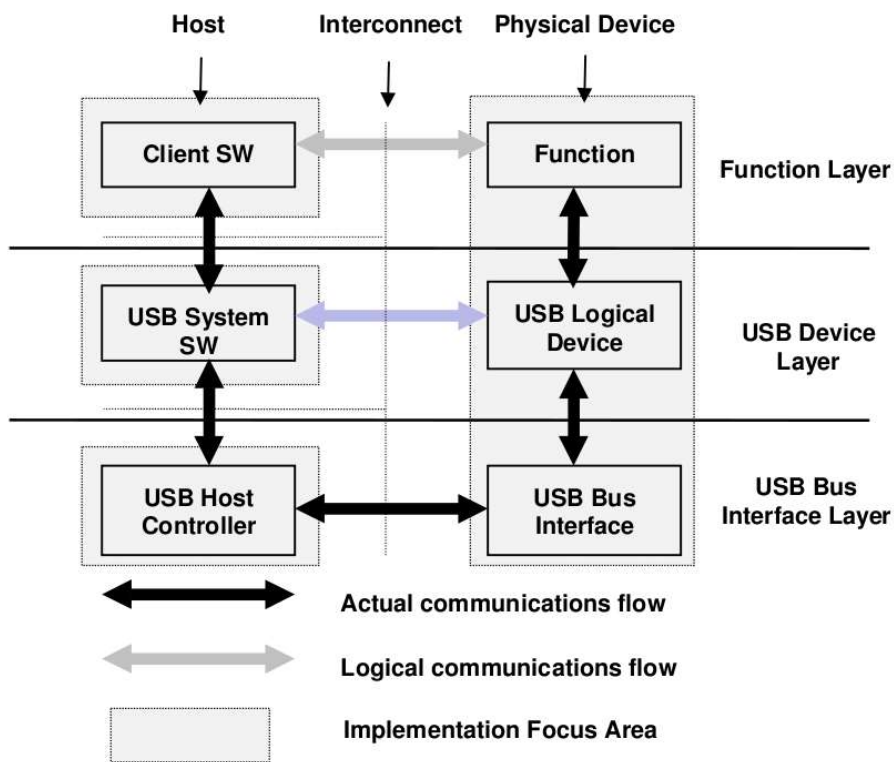 Host
Interconnect
Physical Device
Client SW
Function
Function Layer
USB System
SW
USB Logical
Device
USB Device
Layer
USB Host
Controller
USB Bus
Interface
USB Bus
Interface Layer
Actual communications flow
Logical communications flow
Implementation Focus Area